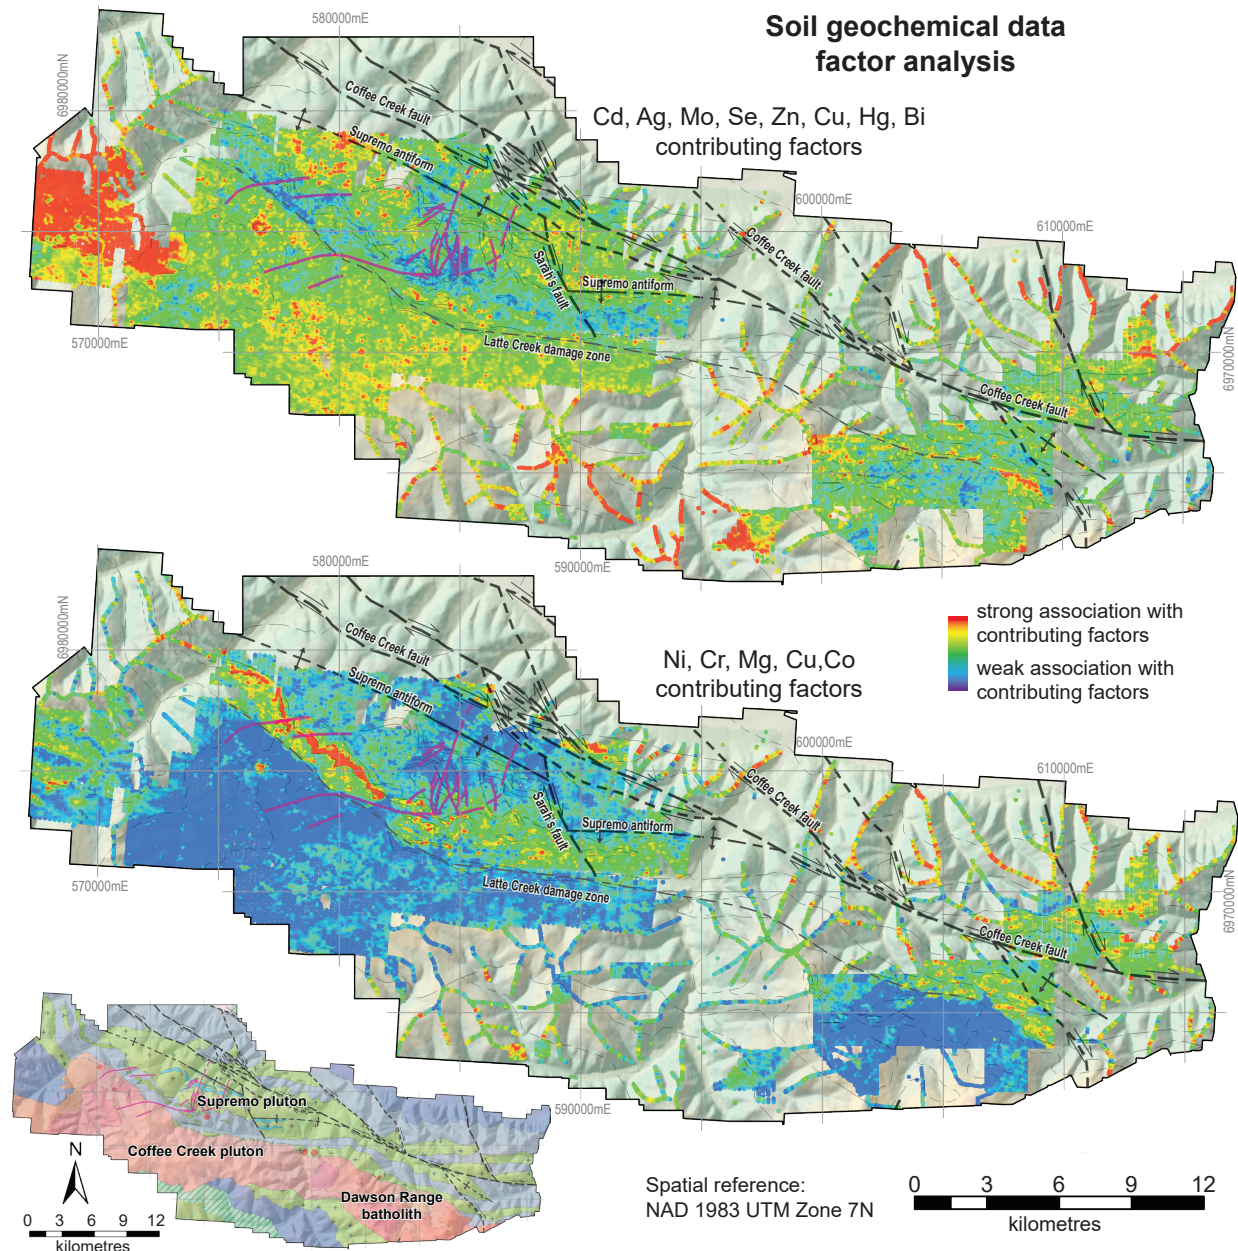 Soil geochemical data
factor analysis
580000mE
6980000mN
Cd, Ag, Mo, Se, Zn, Cu, Hg, Bi
contributing factors
Coffee Creek fault
Supremo antiform
600000mE
610000mE
Coffee Creek fault
Sarah's fault
Supremo antiform
570000mE
Latte Creek damage zone
6970000mN
Coffee Creek fault
580000mE
590000mE
6980000mN
strong association with
contributing factors
weak association with
contributing factors
Ni, Cr, Mg, Cu,Co
contributing factors
Coffee Creek fault
Supremo antiform
600000mE
610000mE
Coffee Creek fault
Sarah's fault
Supremo antiform
570000mE
Latte Creek damage zone
6970000mN
Coffee Creek fault
590000mE
Supremo pluton
Coffee Creek pluton
Dawson Range
batholith
N
0 3 6 9 12
kilometres
Spatial reference:
NAD 1983 UTM Zone 7N
0 3 6 9 12
kilometres